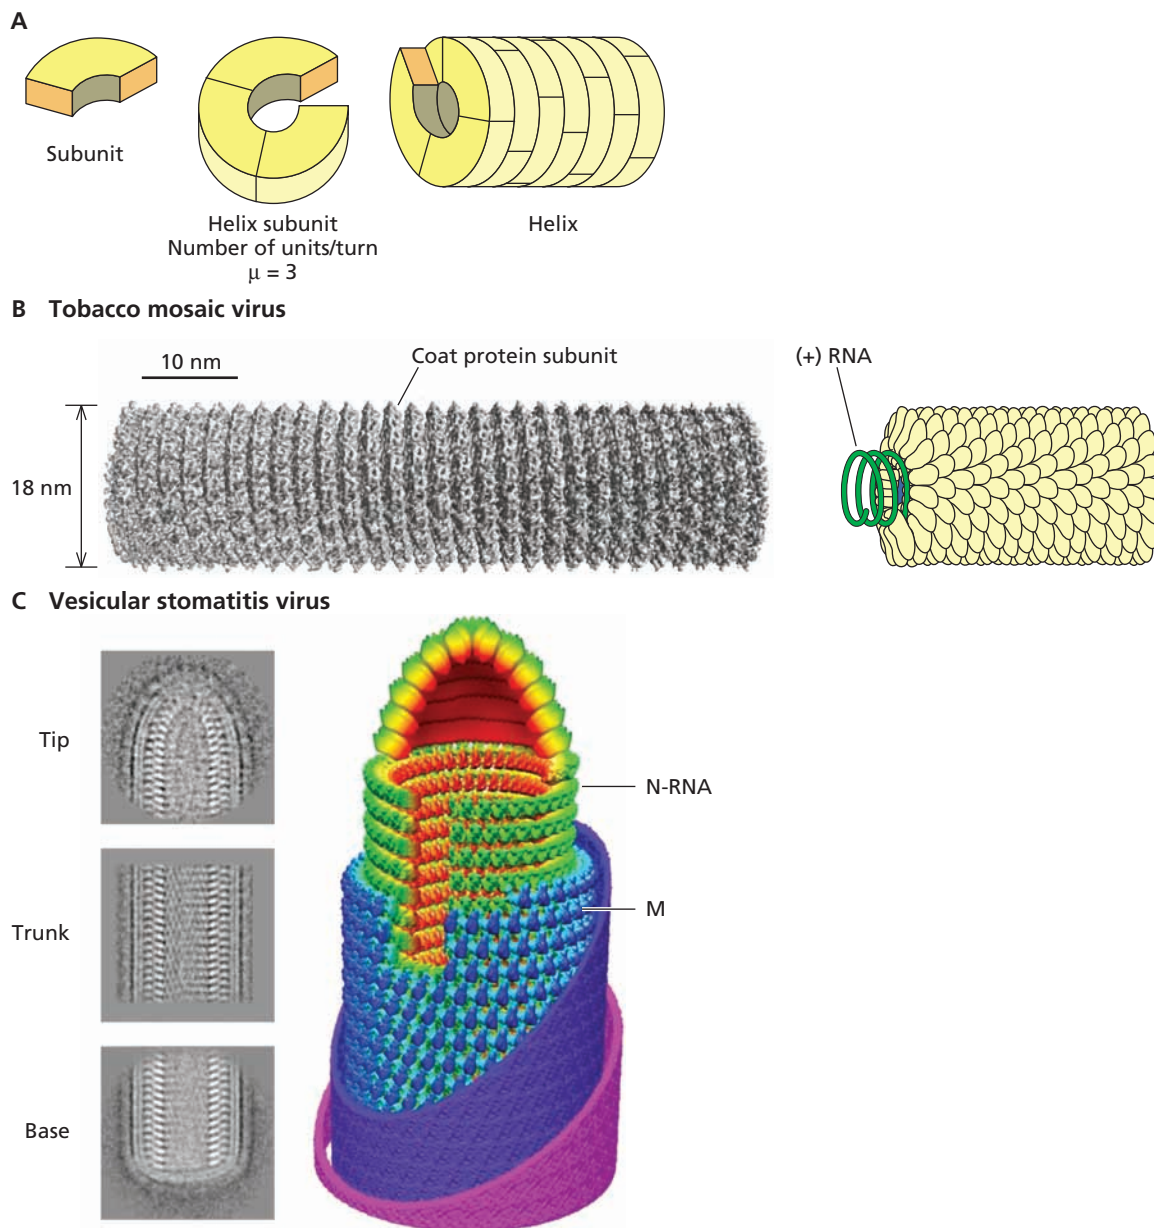 A
Subunit
Helix subunit
Number of units/turn
μ = 3
Helix
B Tobacco mosaic virus
10 nm
Coat protein subunit
(+) RNA
18 nm
C Vesicular stomatitis virus
Tip
N-RNA
M
Trunk
Base